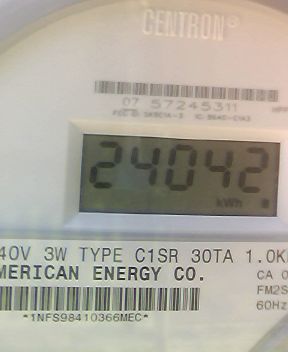 CENTRON®
07 57245311
24042
kWh
40V 3W TYPE C1SR 30TA 1.0K
MERICAN ENERGY CO.
CA 0
FM2S
60Hz
*1NFS98410366MEC*